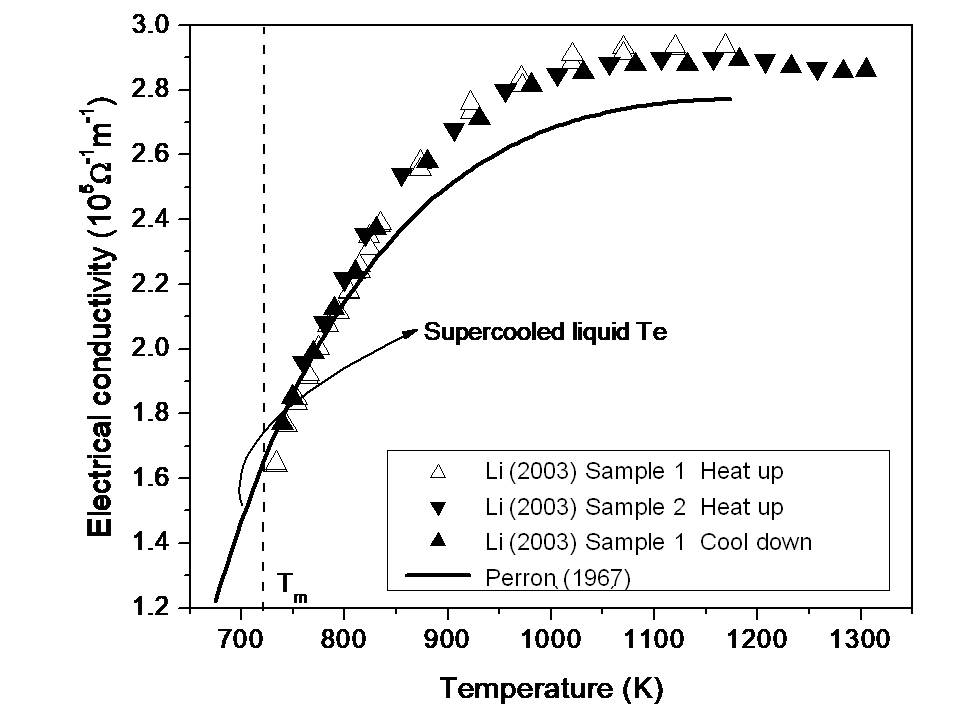 3.0
2.8
2.6
2.4
2.2
2.0
1.8
1.6
1.4
1.2
Electrical conductivity (10⁵Ω⁻¹m⁻¹)
Supercooled liquid Te
Tm
Li (2003) Sample 1 Heat up
Li (2003) Sample 2 Heat up
Li (2003) Sample 1 Cool down
Perron (1967)
700 800 900 1000 1100 1200 1300
Temperature (K)